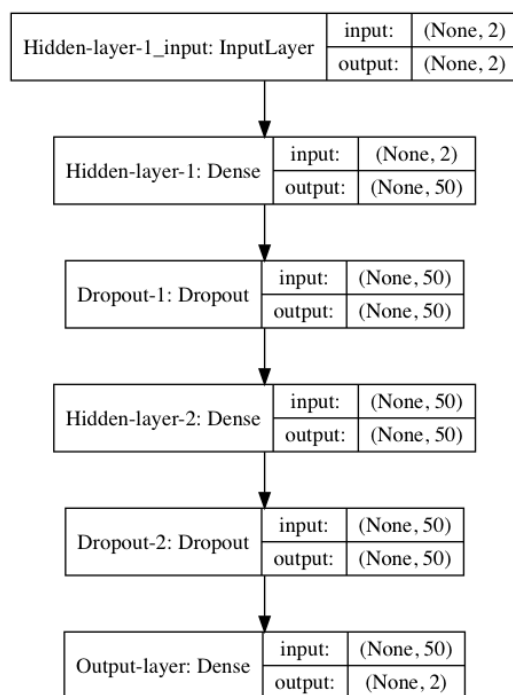 Hidden-layer-1_input: InputLayer
input: (None, 2)
output: (None, 2)
Hidden-layer-1: Dense
input: (None, 2)
output: (None, 50)
Dropout-1: Dropout
input: (None, 50)
output: (None, 50)
Hidden-layer-2: Dense
input: (None, 50)
output: (None, 50)
Dropout-2: Dropout
input: (None, 50)
output: (None, 50)
Output-layer: Dense
input: (None, 50)
output: (None, 2)